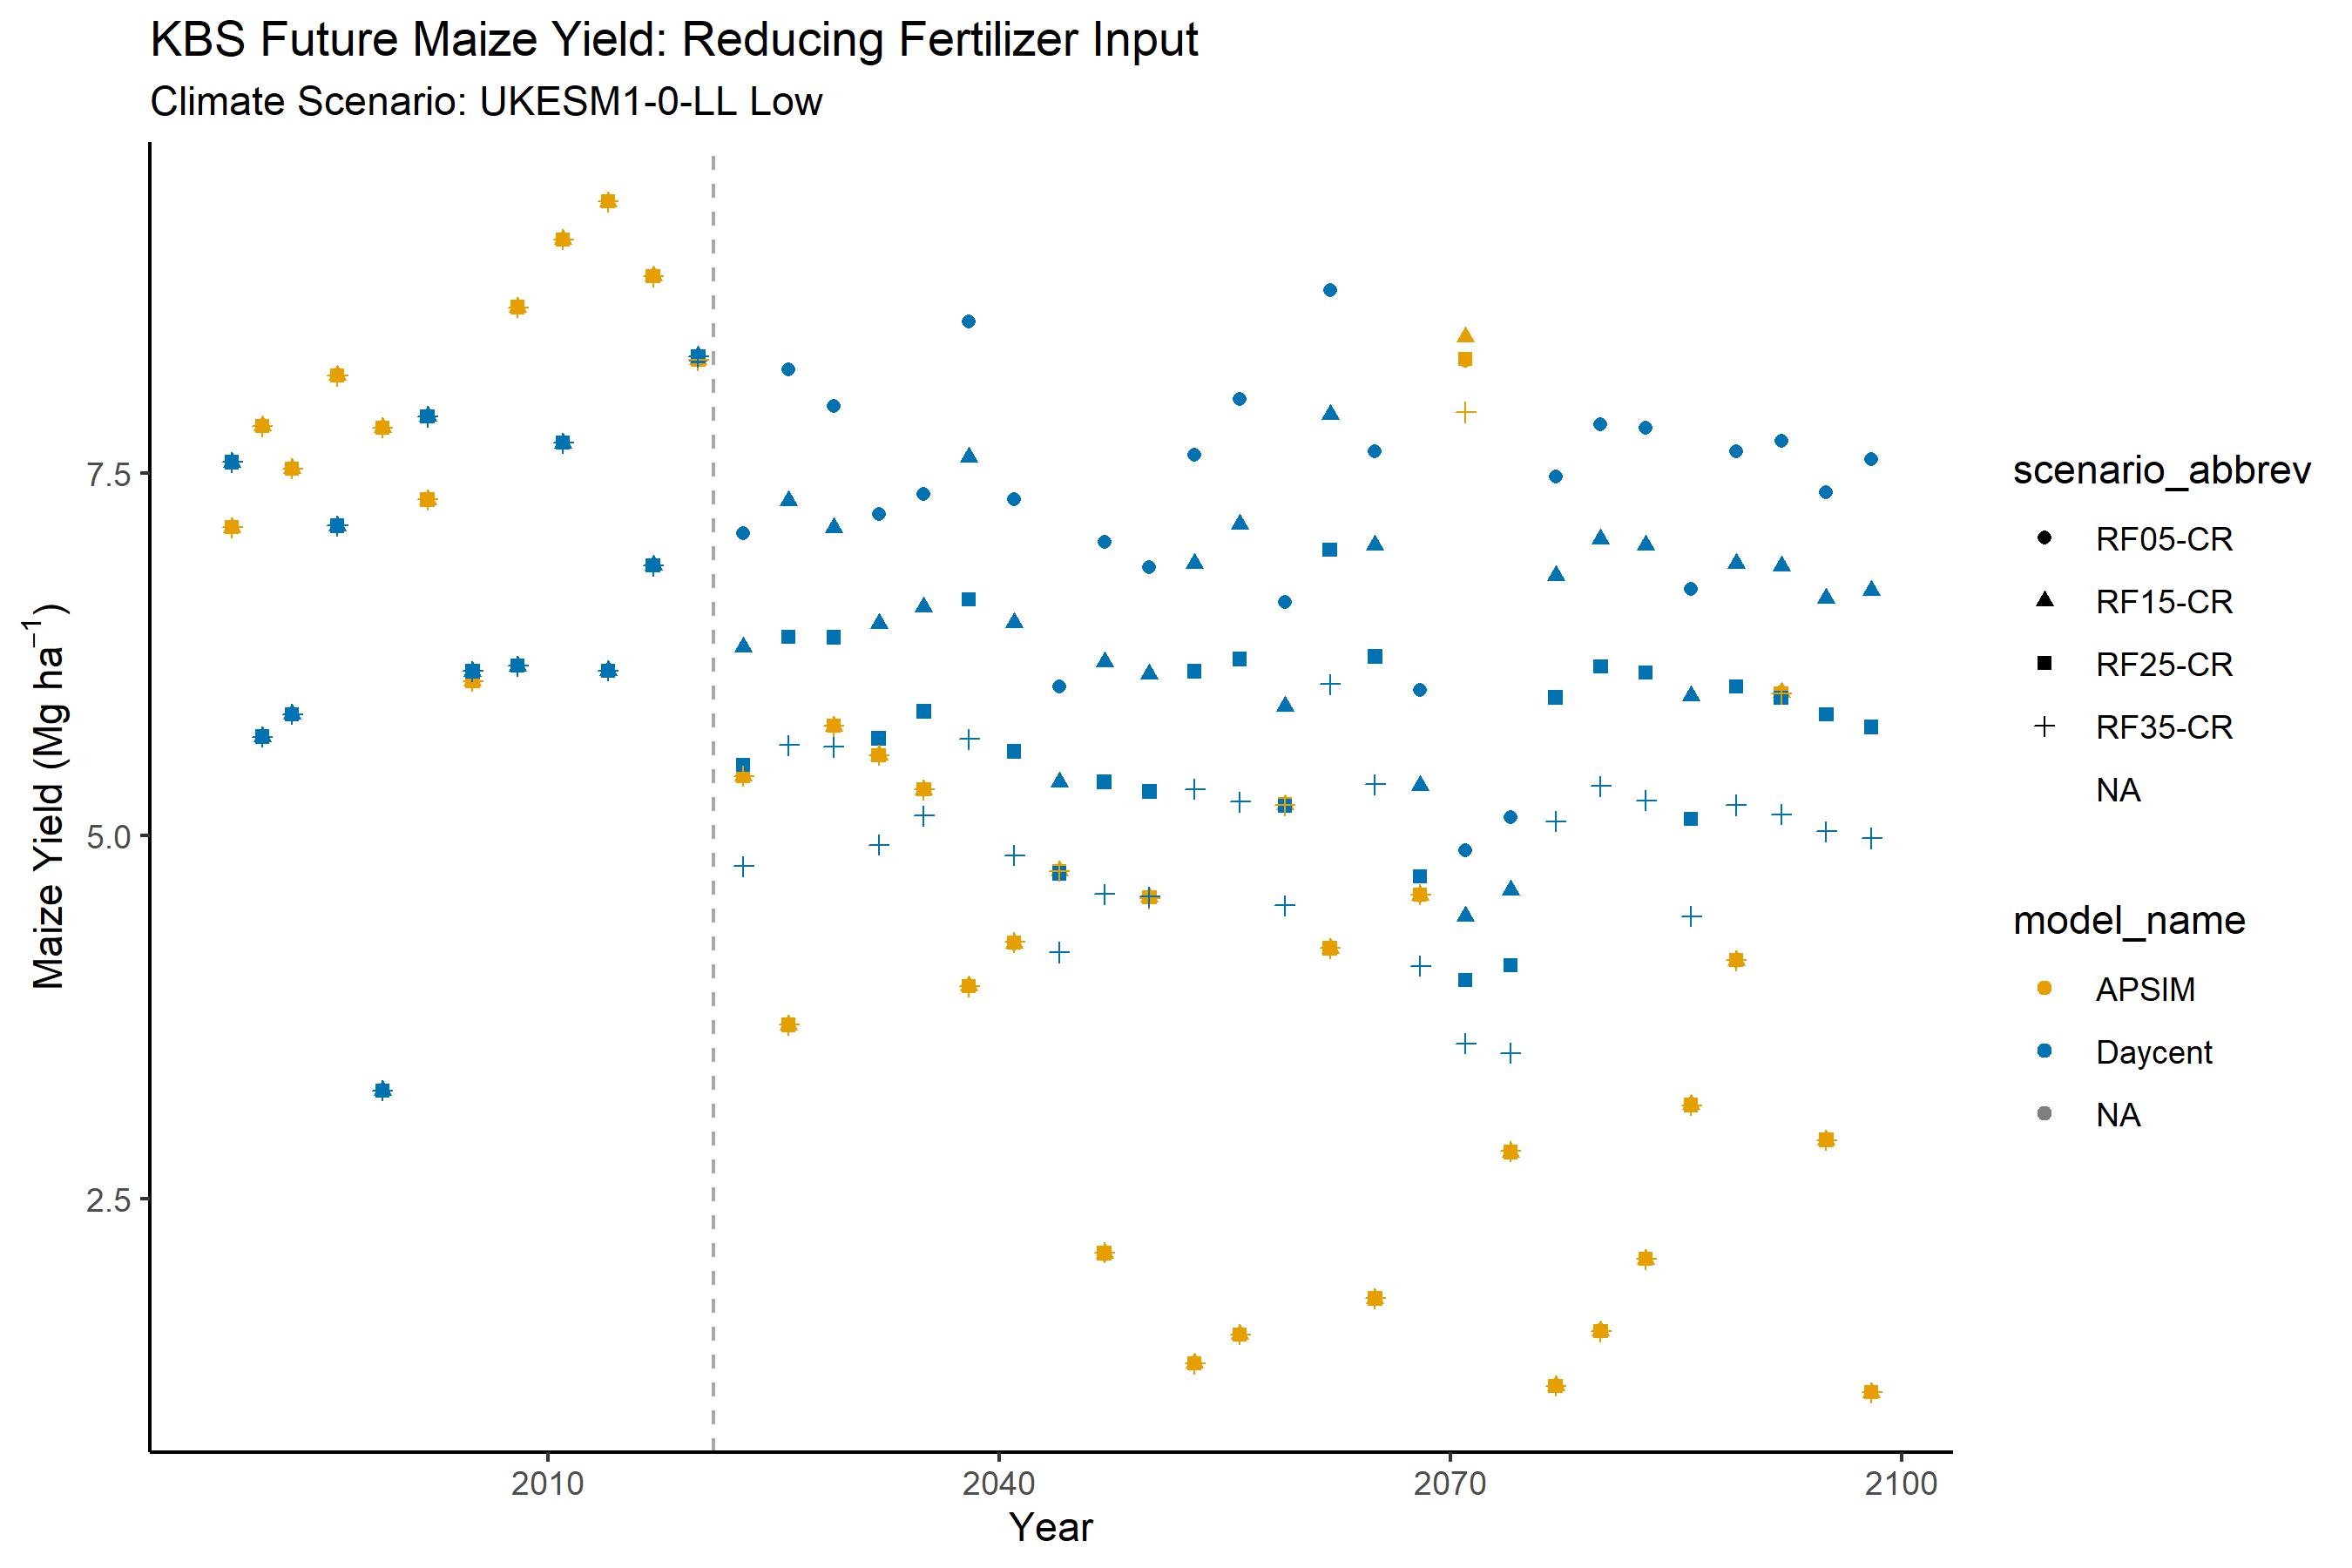 KBS Future Maize Yield: Reducing Fertilizer Input
Climate Scenario: UKESM1-0-LL Low
Maize Yield (Mg ha⁻¹)
7.5
5.0
2.5
2010
2040
2070
2100
Year
scenario_abbrev
RF05-CR
RF15-CR
RF25-CR
RF35-CR
NA
model_name
APSIM
Daycent
NA